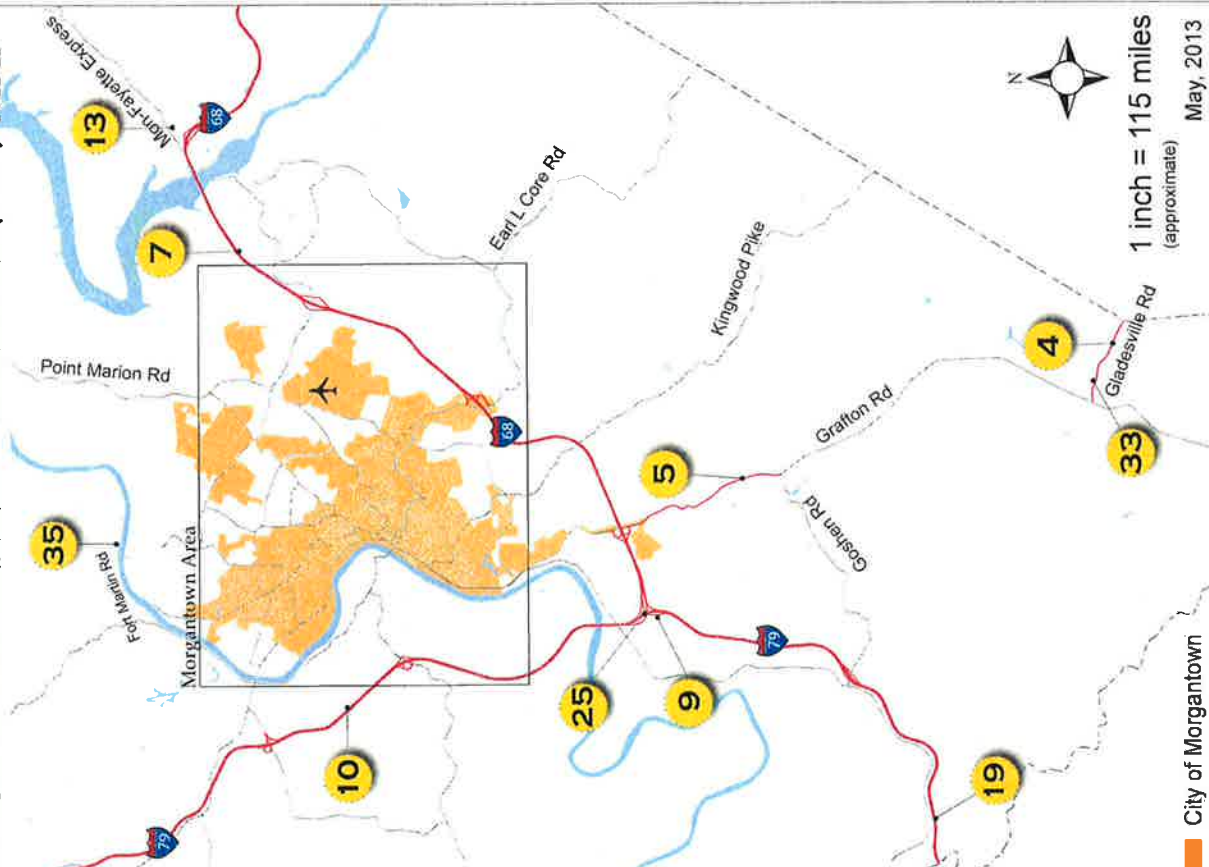 Mon-Fayette Express
13
68
7
Earl L Core Rd
Kingwood Pike
Point Marion Rd
35
Fort Martin Rd
Morgantown Area
68
5
Grafton Rd
Goshen Rd
4
Gladesville Rd
33
25
9
79
10
79
19
N
1 inch = 115 miles
(approximate)
May, 2013
City of Morgantown